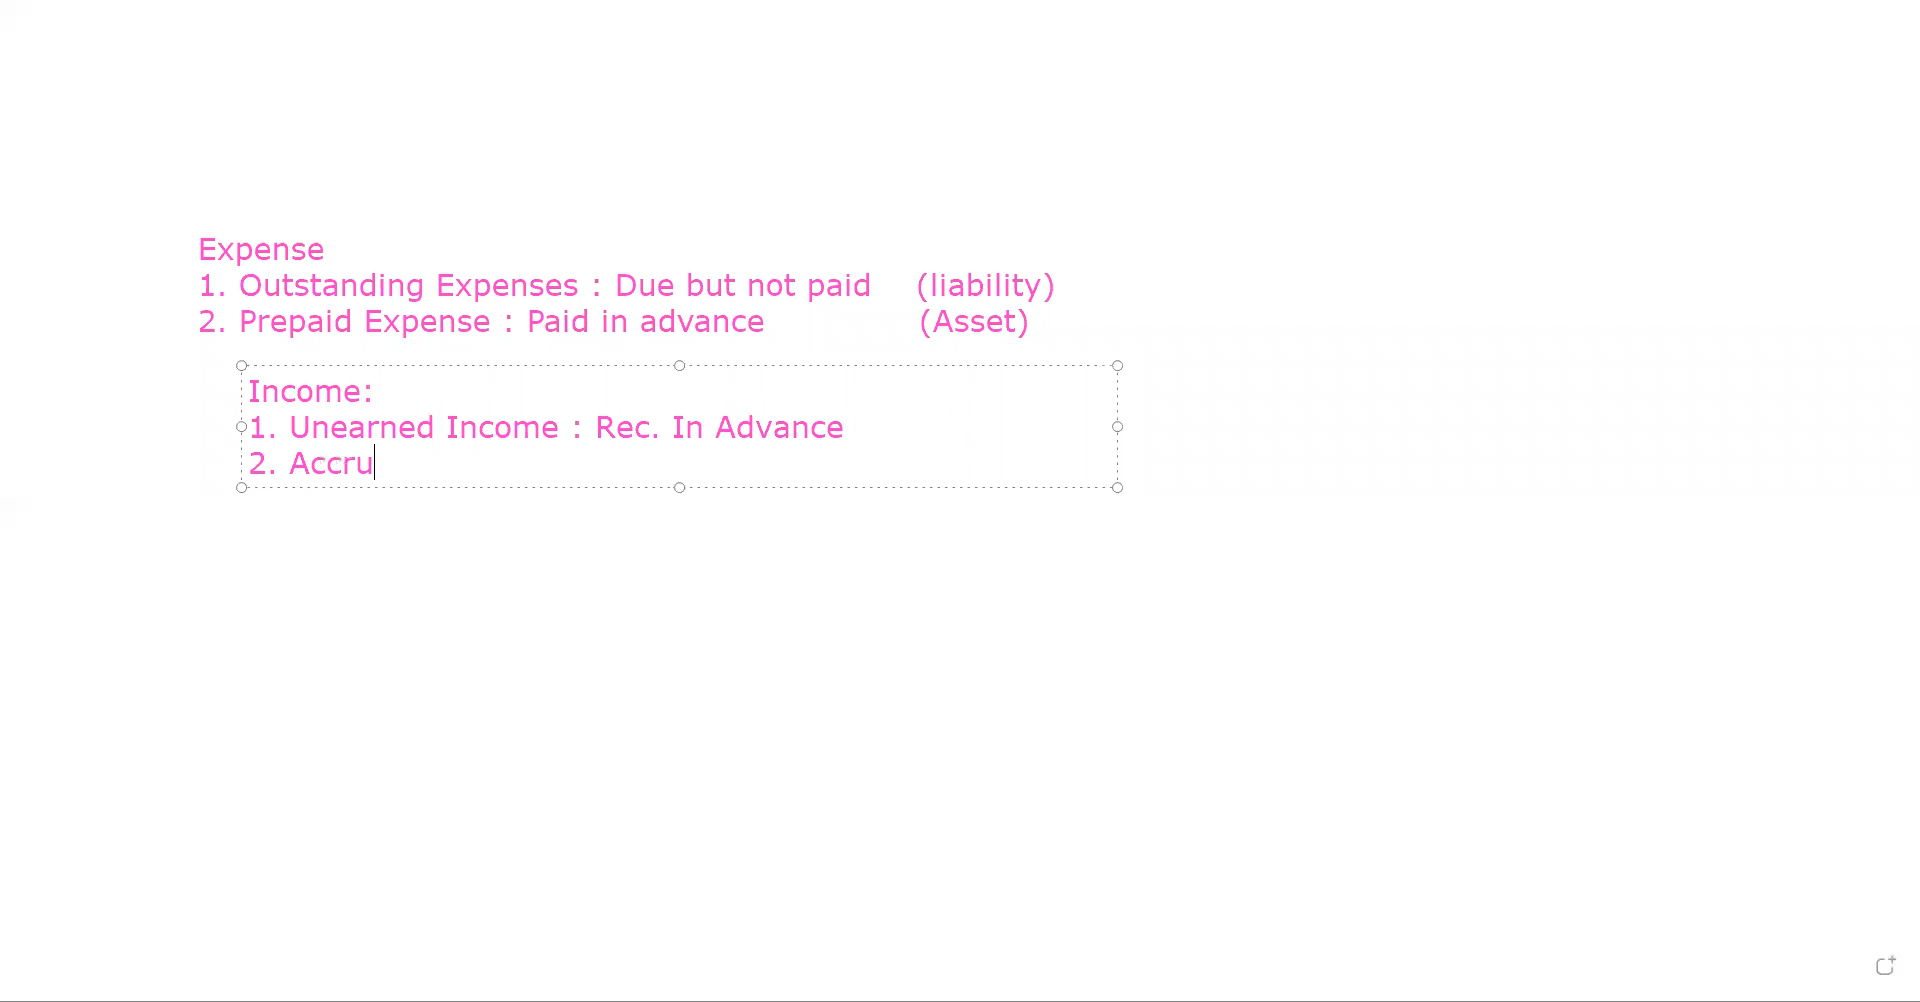 Expense
1. Outstanding Expenses : Due but not paid (liability)
2. Prepaid Expense : Paid in advance (Asset)
Income:
1. Unearned Income : Rec. In Advance
2. Accru